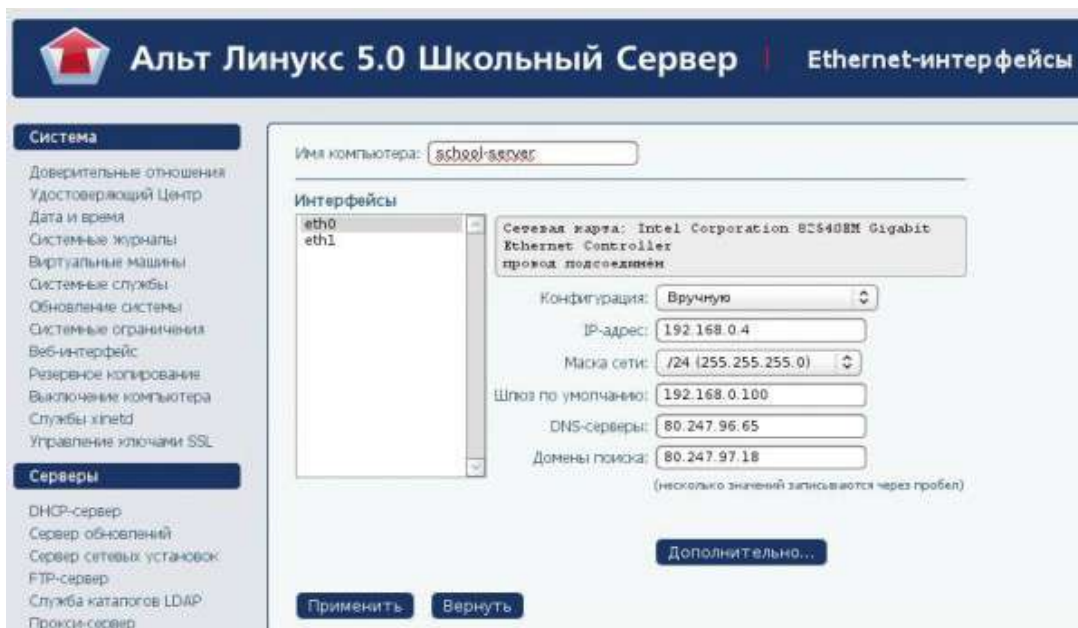 Альт Линукс 5.0 Школьный Сервер | Ethernet-интерфейсы
Система
Доверительные отношения
Удостоверяющий Центр
Дата и время
Системные журналы
Виртуальные машины
Системные службы
Обновление системы
Системные ограничения
Веб-интерфейс
Резервное копирование
Выключение компьютера
Службы xinetd
Управление ключами SSL
Серверы
DHCP-сервер
Сервер обновлений
Сервер сетевых установок
FTP-сервер
Служба каталогов LDAP
Прокси-сервер
Имя компьютера: school-server
Интерфейсы
eth0
eth1
Сетевая карта: Intel Corporation 82540EM Gigabit
Ethernet Controller
провод подсоединён
Конфигурация: Вручную
IP-адрес: 192.168.0.4
Маска сети: /24 (255.255.255.0)
Шлюз по умолчанию: 192.168.0.100
DNS-серверы: 80.247.96.65
Домены поиска: 80.247.97.18
(несколько значений записываются через пробел)
Дополнительно...
Применить Вернуть